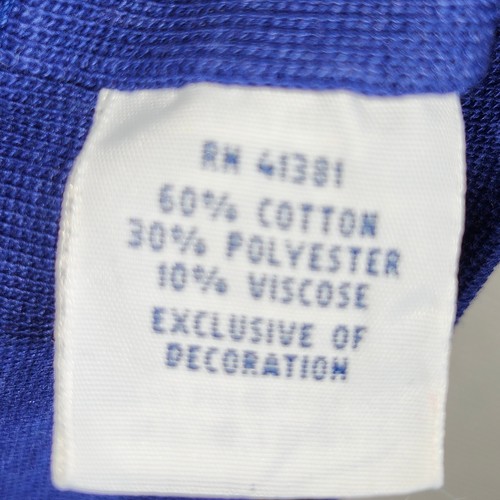 RN 41381
60% COTTON
30% POLYESTER
10% VISCOSE
EXCLUSIVE OF
DECORATION